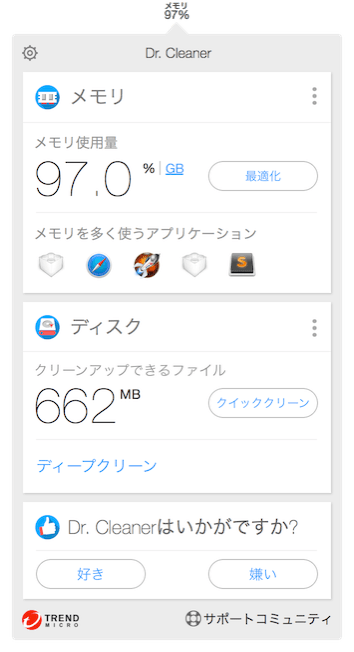 メモリ
97%
Dr. Cleaner
メモリ
メモリ使用量
97.0 % | GB
最適化
メモリを多く使うアプリケーション
S
ディスク
クリーンアップできるファイル
662 MB
クイッククリーン
ディープクリーン
Dr. Cleanerはいかがですか?
好き
嫌い
TREND
MICRO
サポートコミュニティ